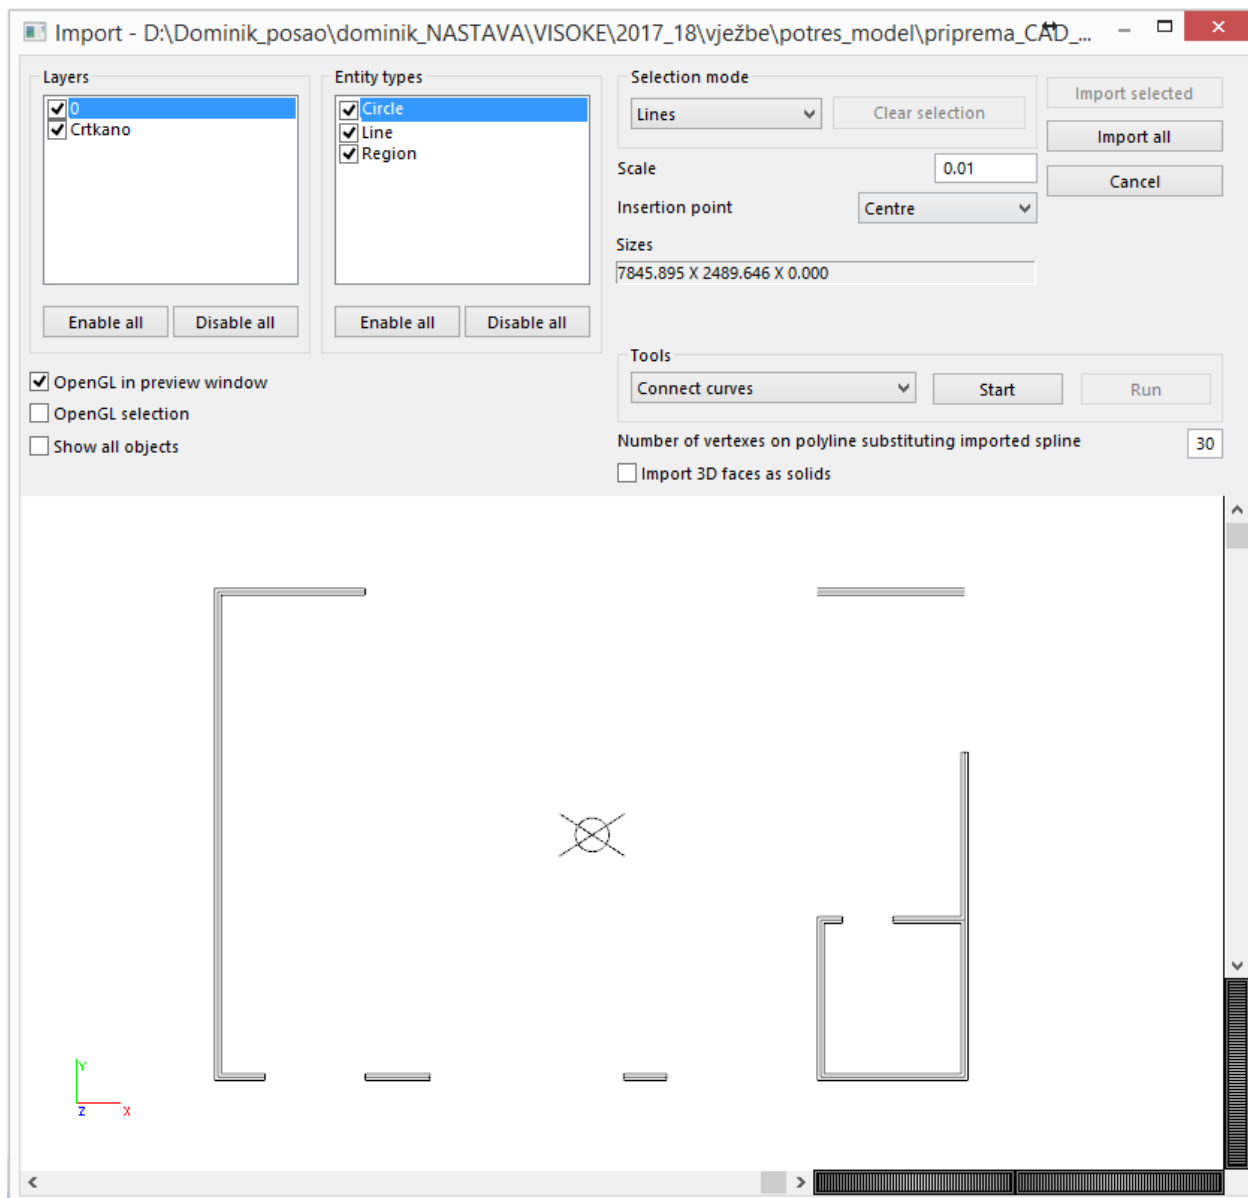 Import - D:\Dominik_posao\dominik_NASTAVA\VISOKE\2017_18\vježbe\potres_model\priprema_CAD_...
Layers
0
Crtkano
Enable all
Disable all
Entity types
Circle
Line
Region
Enable all
Disable all
Selection mode
Lines
Clear selection
Import selected
Import all
Cancel
Scale
0.01
Insertion point
Centre
Sizes
7845.895 X 2489.646 X 0.000
Tools
Connect curves
Start
Run
OpenGL in preview window
OpenGL selection
Show all objects
Number of vertexes on polyline substituting imported spline
30
Import 3D faces as solids
Y
Z
X